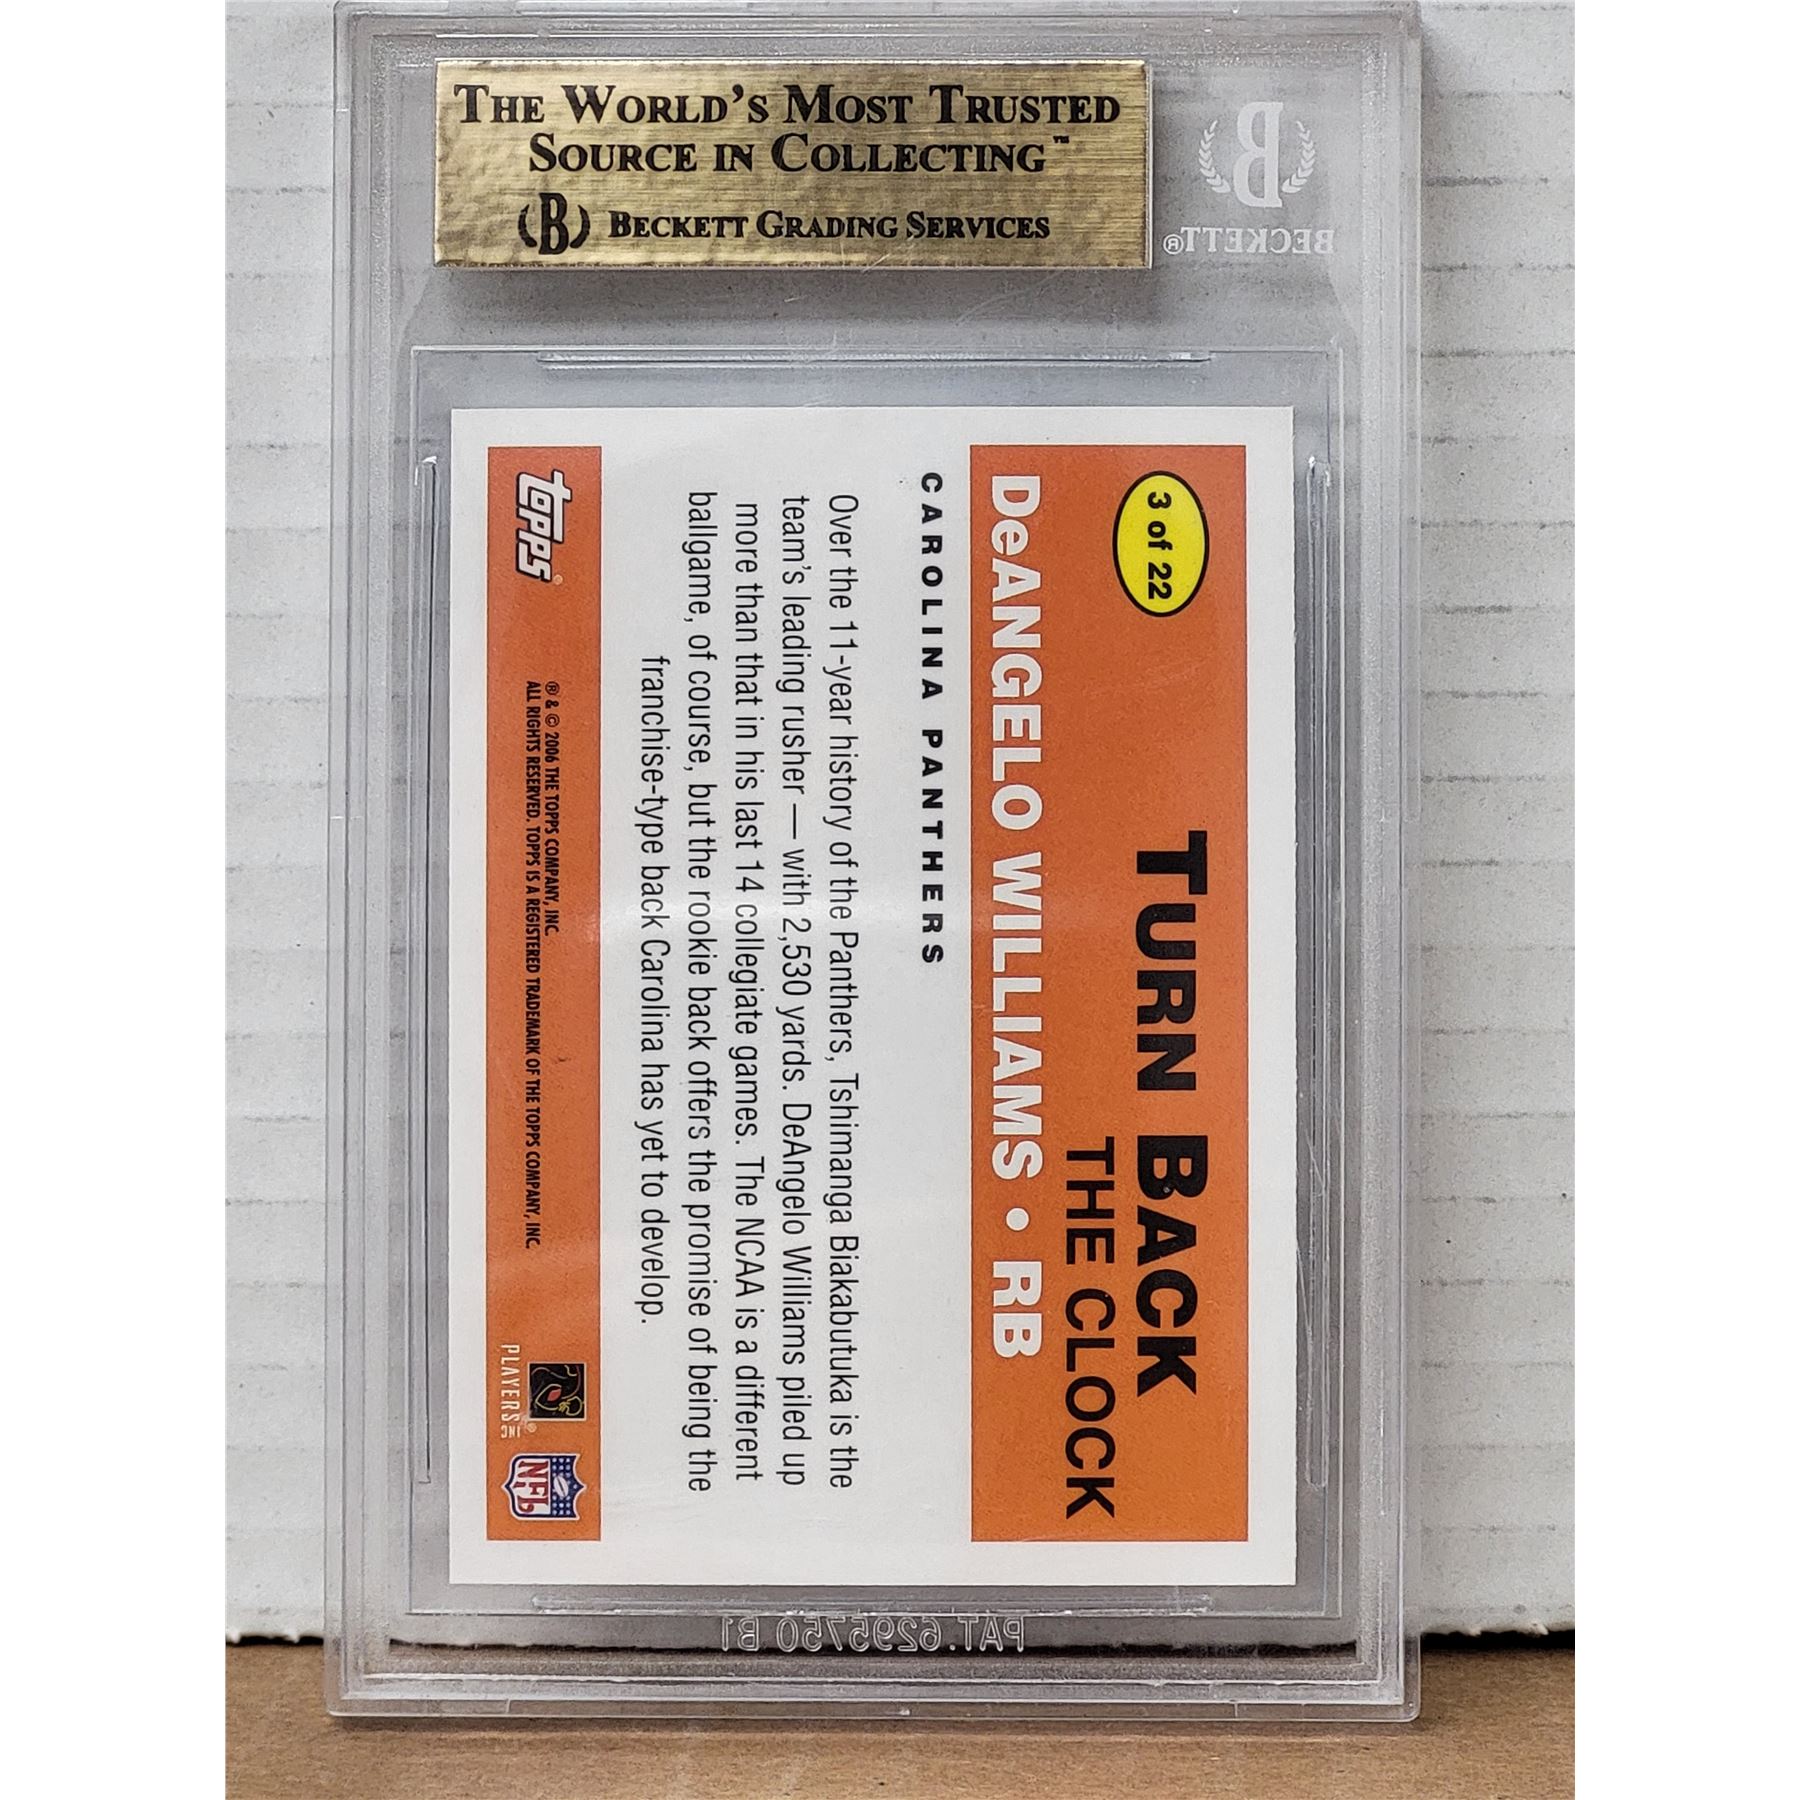 THE WORLD'S MOST TRUSTED
SOURCE IN COLLECTING™
B BECKETT GRADING SERVICES
B
BECKETT®
3 of 22
TURN BACK
THE CLOCK
DeANGELO WILLIAMS • RB
CAROLINA PANTHERS
Over the 11-year history of the Panthers, Tshimanga Biakabutuka is the
team's leading rusher — with 2,530 yards. DeAngelo Williams piled up
more than that in his last 14 collegiate games. The NCAA is a different
ballgame, of course, but the rookie back offers the promise of being the
franchise-type back Carolina has yet to develop.
topps®
® & © 2006 THE TOPPS COMPANY, INC.
ALL RIGHTS RESERVED. TOPPS IS A REGISTERED TRADEMARK OF THE TOPPS COMPANY, INC.
PLAYERS INC®
NFL
PAT. 6295750 B1